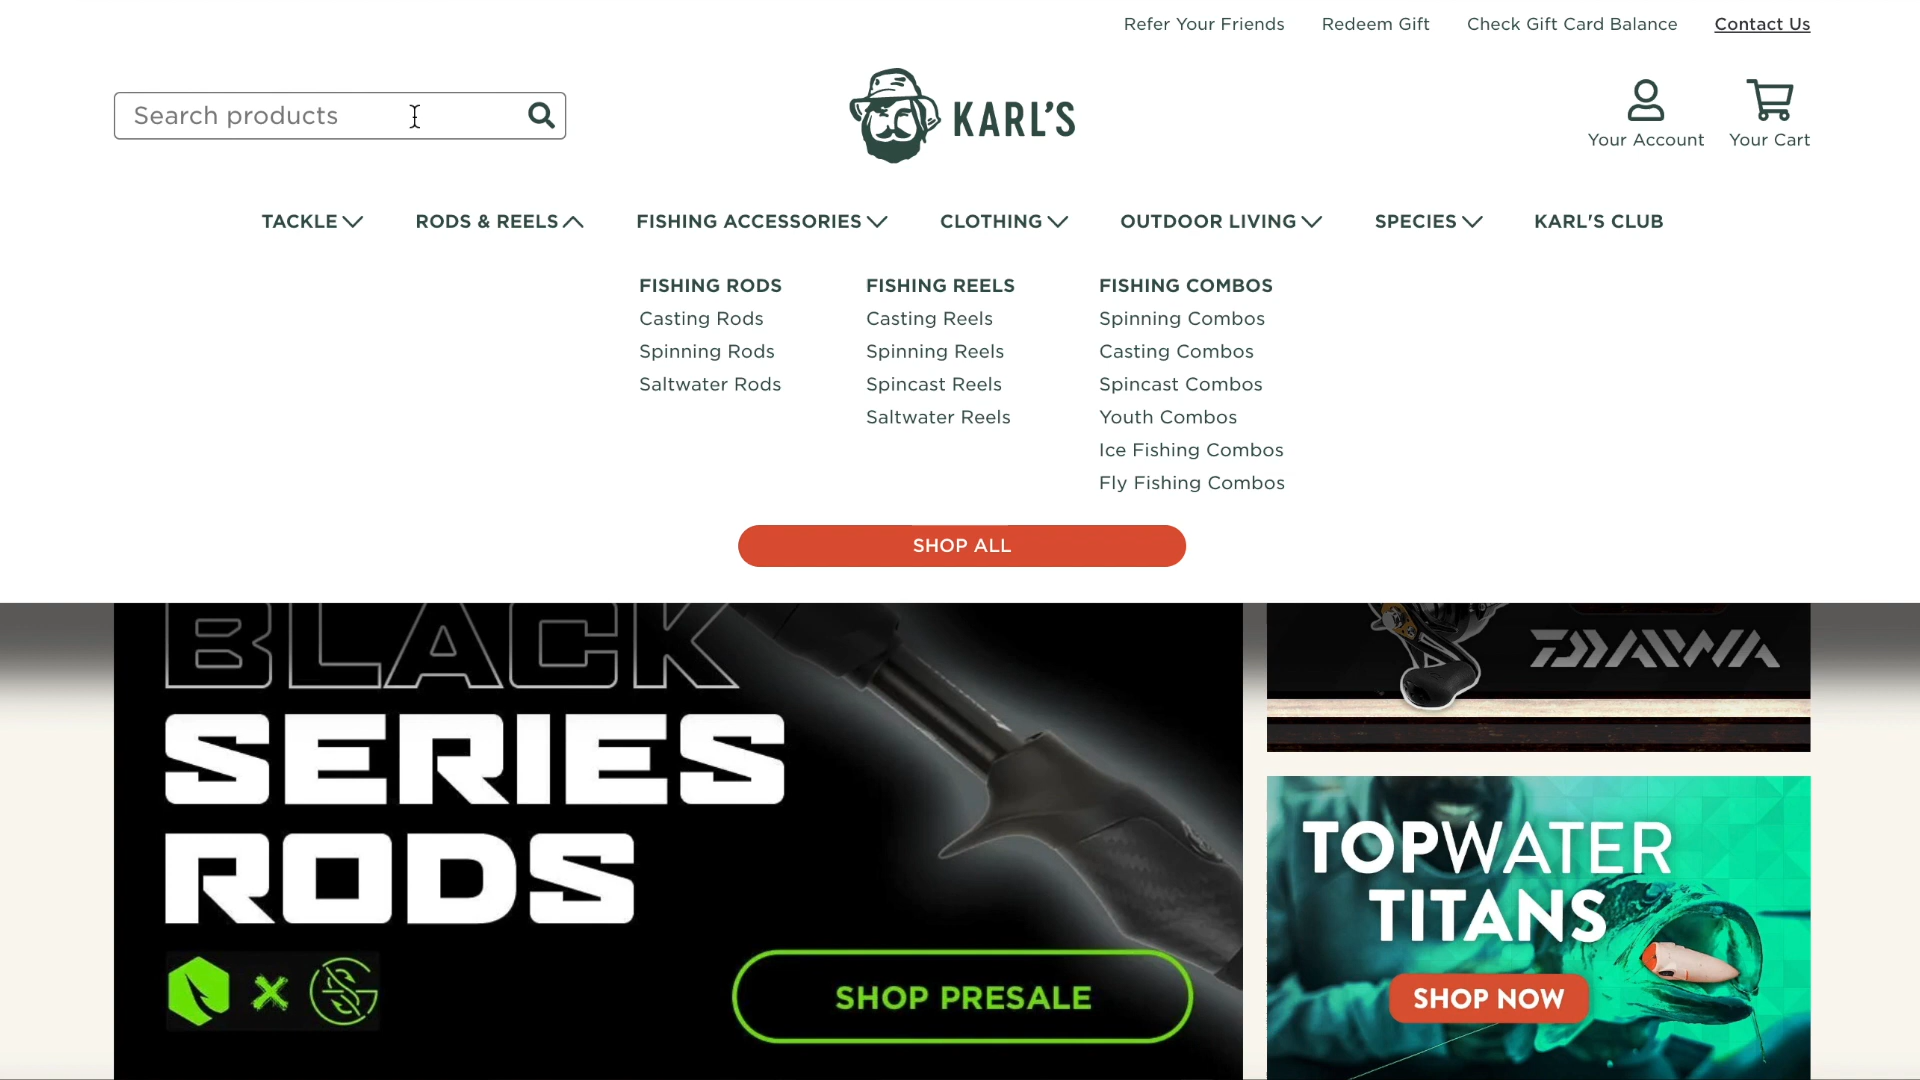 Refer Your Friends Redeem Gift Check Gift Card Balance Contact Us
Search products
KARL'S
Your Account Your Cart
TACKLE RODS & REELS FISHING ACCESSORIES CLOTHING OUTDOOR LIVING SPECIES KARL'S CLUB
FISHING RODS
Casting Rods
Spinning Rods
Saltwater Rods
FISHING REELS
Casting Reels
Spinning Reels
Spincast Reels
Saltwater Reels
FISHING COMBOS
Spinning Combos
Casting Combos
Spincast Combos
Youth Combos
Ice Fishing Combos
Fly Fishing Combos
SHOP ALL
BLACK
SERIES
RODS
SHOP PRESALE
DAIWA
TOPWATER
TITANS
SHOP NOW